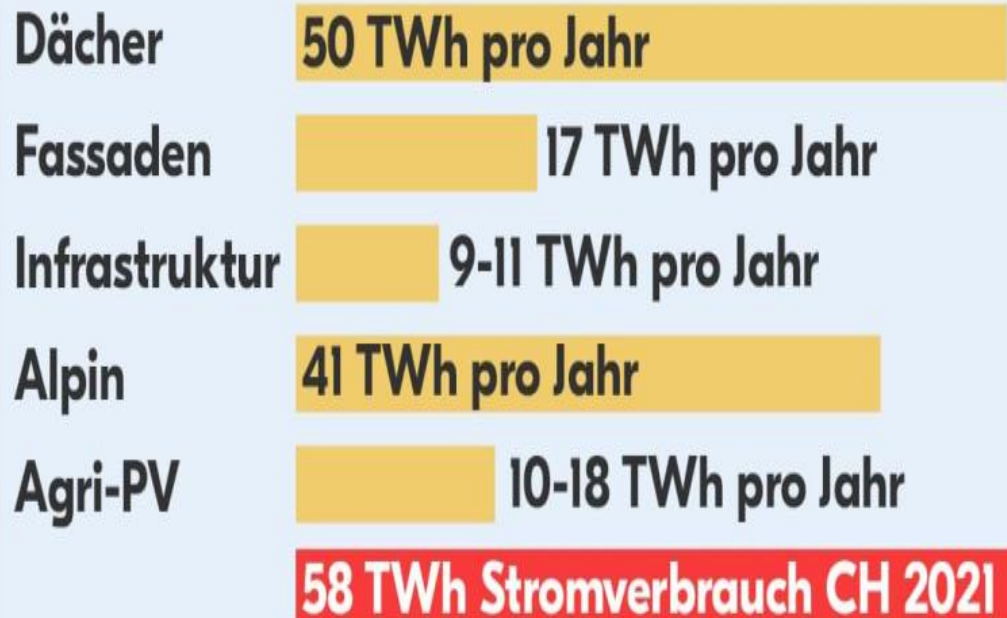 Dächer 50 TWh pro Jahr
Fassaden 17 TWh pro Jahr
Infrastruktur 9-11 TWh pro Jahr
Alpin 41 TWh pro Jahr
Agri-PV 10-18 TWh pro Jahr
58 TWh Stromverbrauch CH 2021